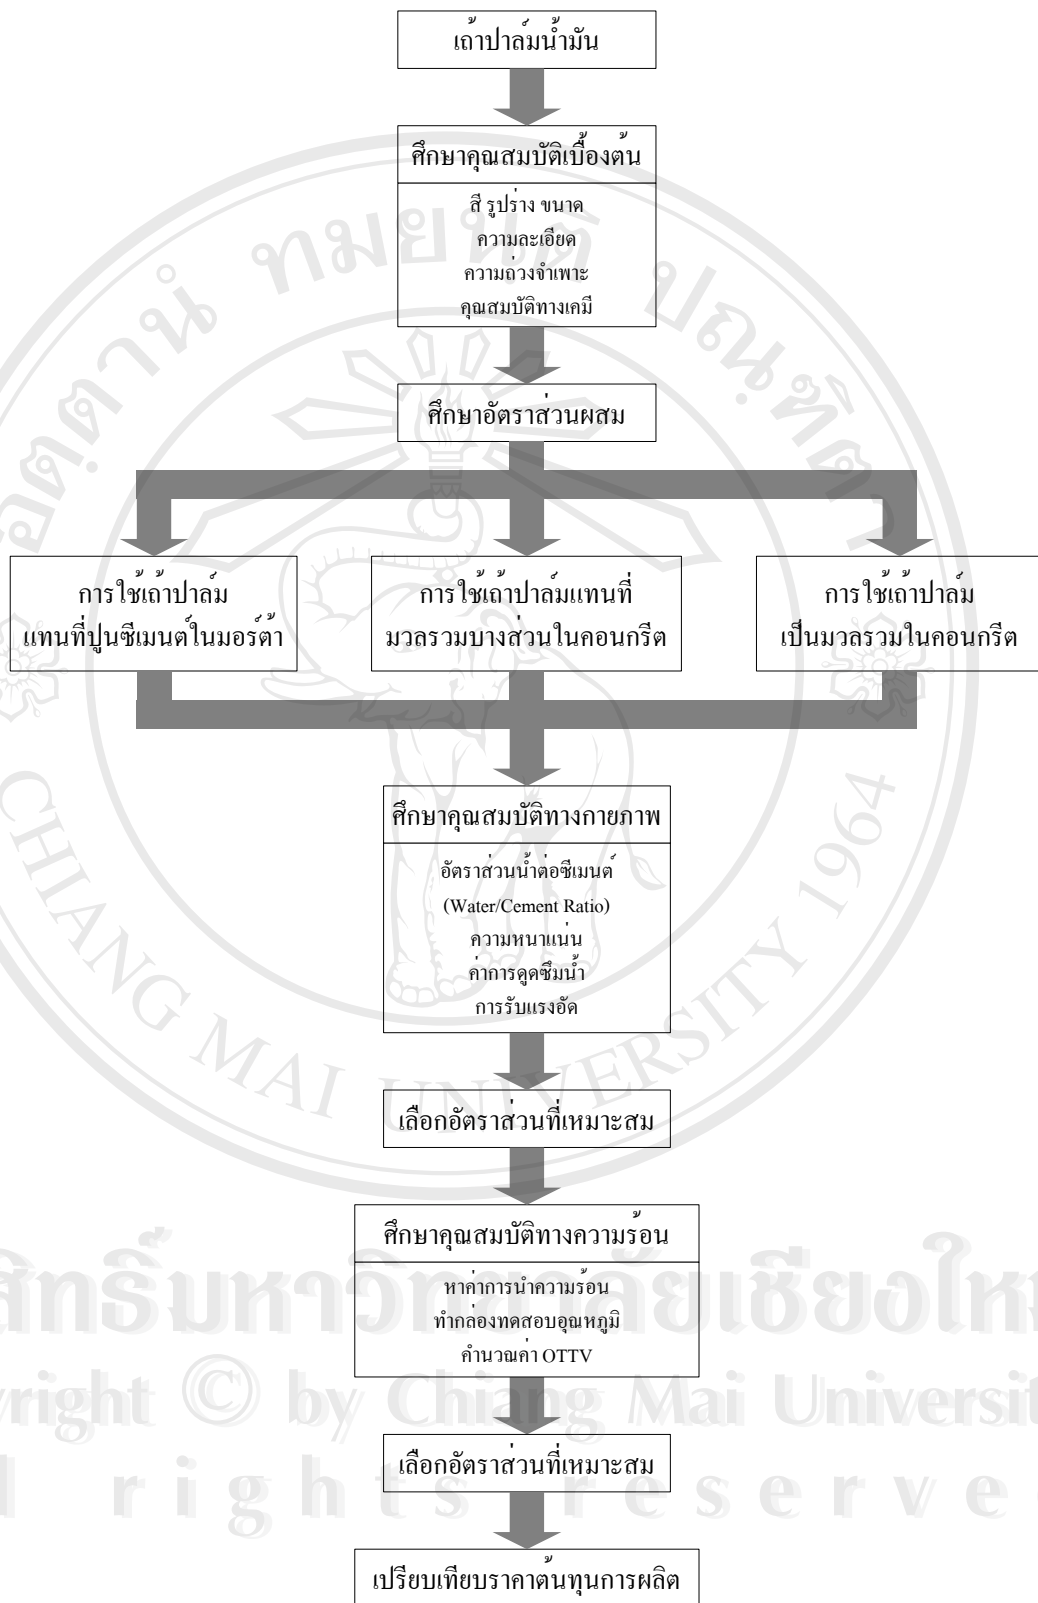 เถ้าปาล์มน้ำมัน
ศึกษาคุณสมบัติเบื้องต้น
สี รูปร่าง ขนาด
ความละเอียด
ความถ่วงจำเพาะ
คุณสมบัติทางเคมี
ศึกษาอัตราส่วนผสม
การใช้เถ้าปาล์ม
แทนที่ปูนซีเมนต์ในมอร์ต้า
การใช้เถ้าปาล์มแทนที่
มวลรวมบางส่วนในคอนกรีต
การใช้เถ้าปาล์ม
เป็นมวลรวมในคอนกรีต
ศึกษาคุณสมบัติทางกายภาพ
อัตราส่วนน้ำต่อซีเมนต์
(Water/Cement Ratio)
ความหนาแน่น
ค่าการดูดซึมน้ำ
การรับแรงอัด
เลือกอัตราส่วนที่เหมาะสม
ศึกษาคุณสมบัติทางความร้อน
หาค่าการนำความร้อน
ทำกล่องทดสอบอุณหภูมิ
คำนวณค่า OTTV
เลือกอัตราส่วนที่เหมาะสม
เปรียบเทียบราคาต้นทุนการผลิต
CHIANG MAI UNIVERSITY 1964
สิทธิ์มหาวิทยาลัยเชียงใหม่
yright © by Chiang Mai Universit
rights reserve